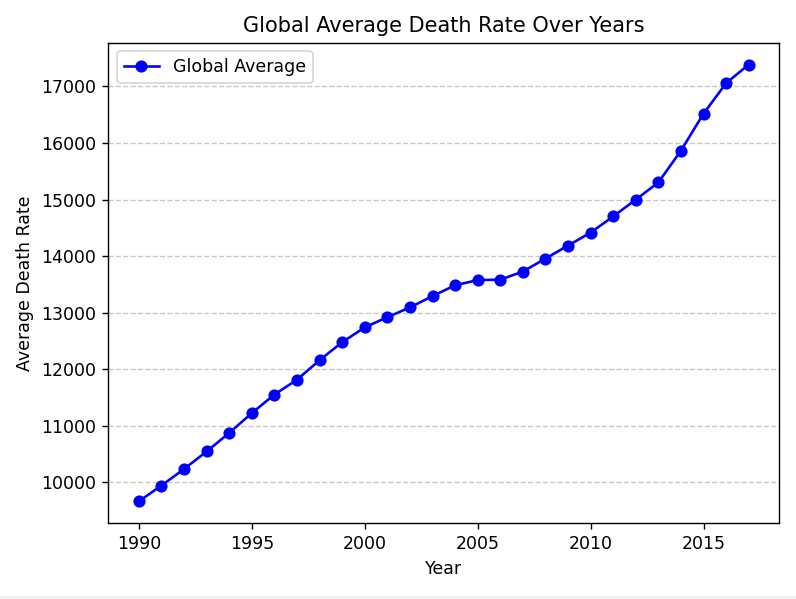 Global Average Death Rate Over Years
Global Average
17000
16000
15000
14000
13000
12000
11000
10000
Average Death Rate
1990 1995 2000 2005 2010 2015
Year